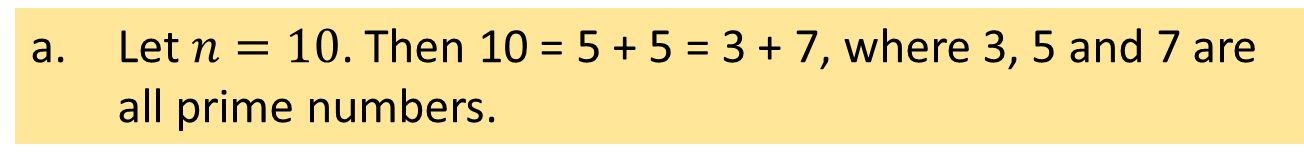 a. Let n = 10. Then 10 = 5 + 5 = 3 + 7, where 3, 5 and 7 are
all prime numbers.